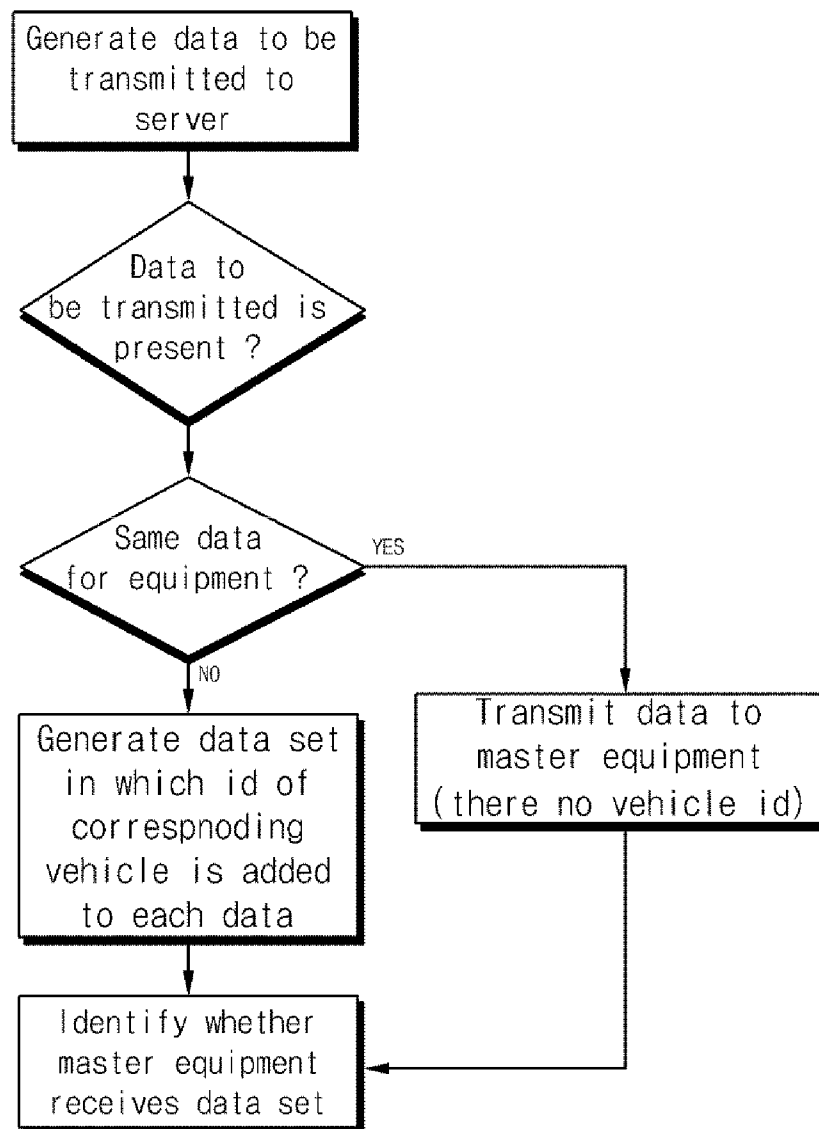 Generate data to be
transmitted to
server
Data to
be transmitted is
present ?
Same data
for equipment ?
YES
NO
Generate data set
in which id of
correspnoding
vehicle is added
to each data
Transmit data to
master equipment
(there no vehicle id)
Identify whether
master equipment
receives data set